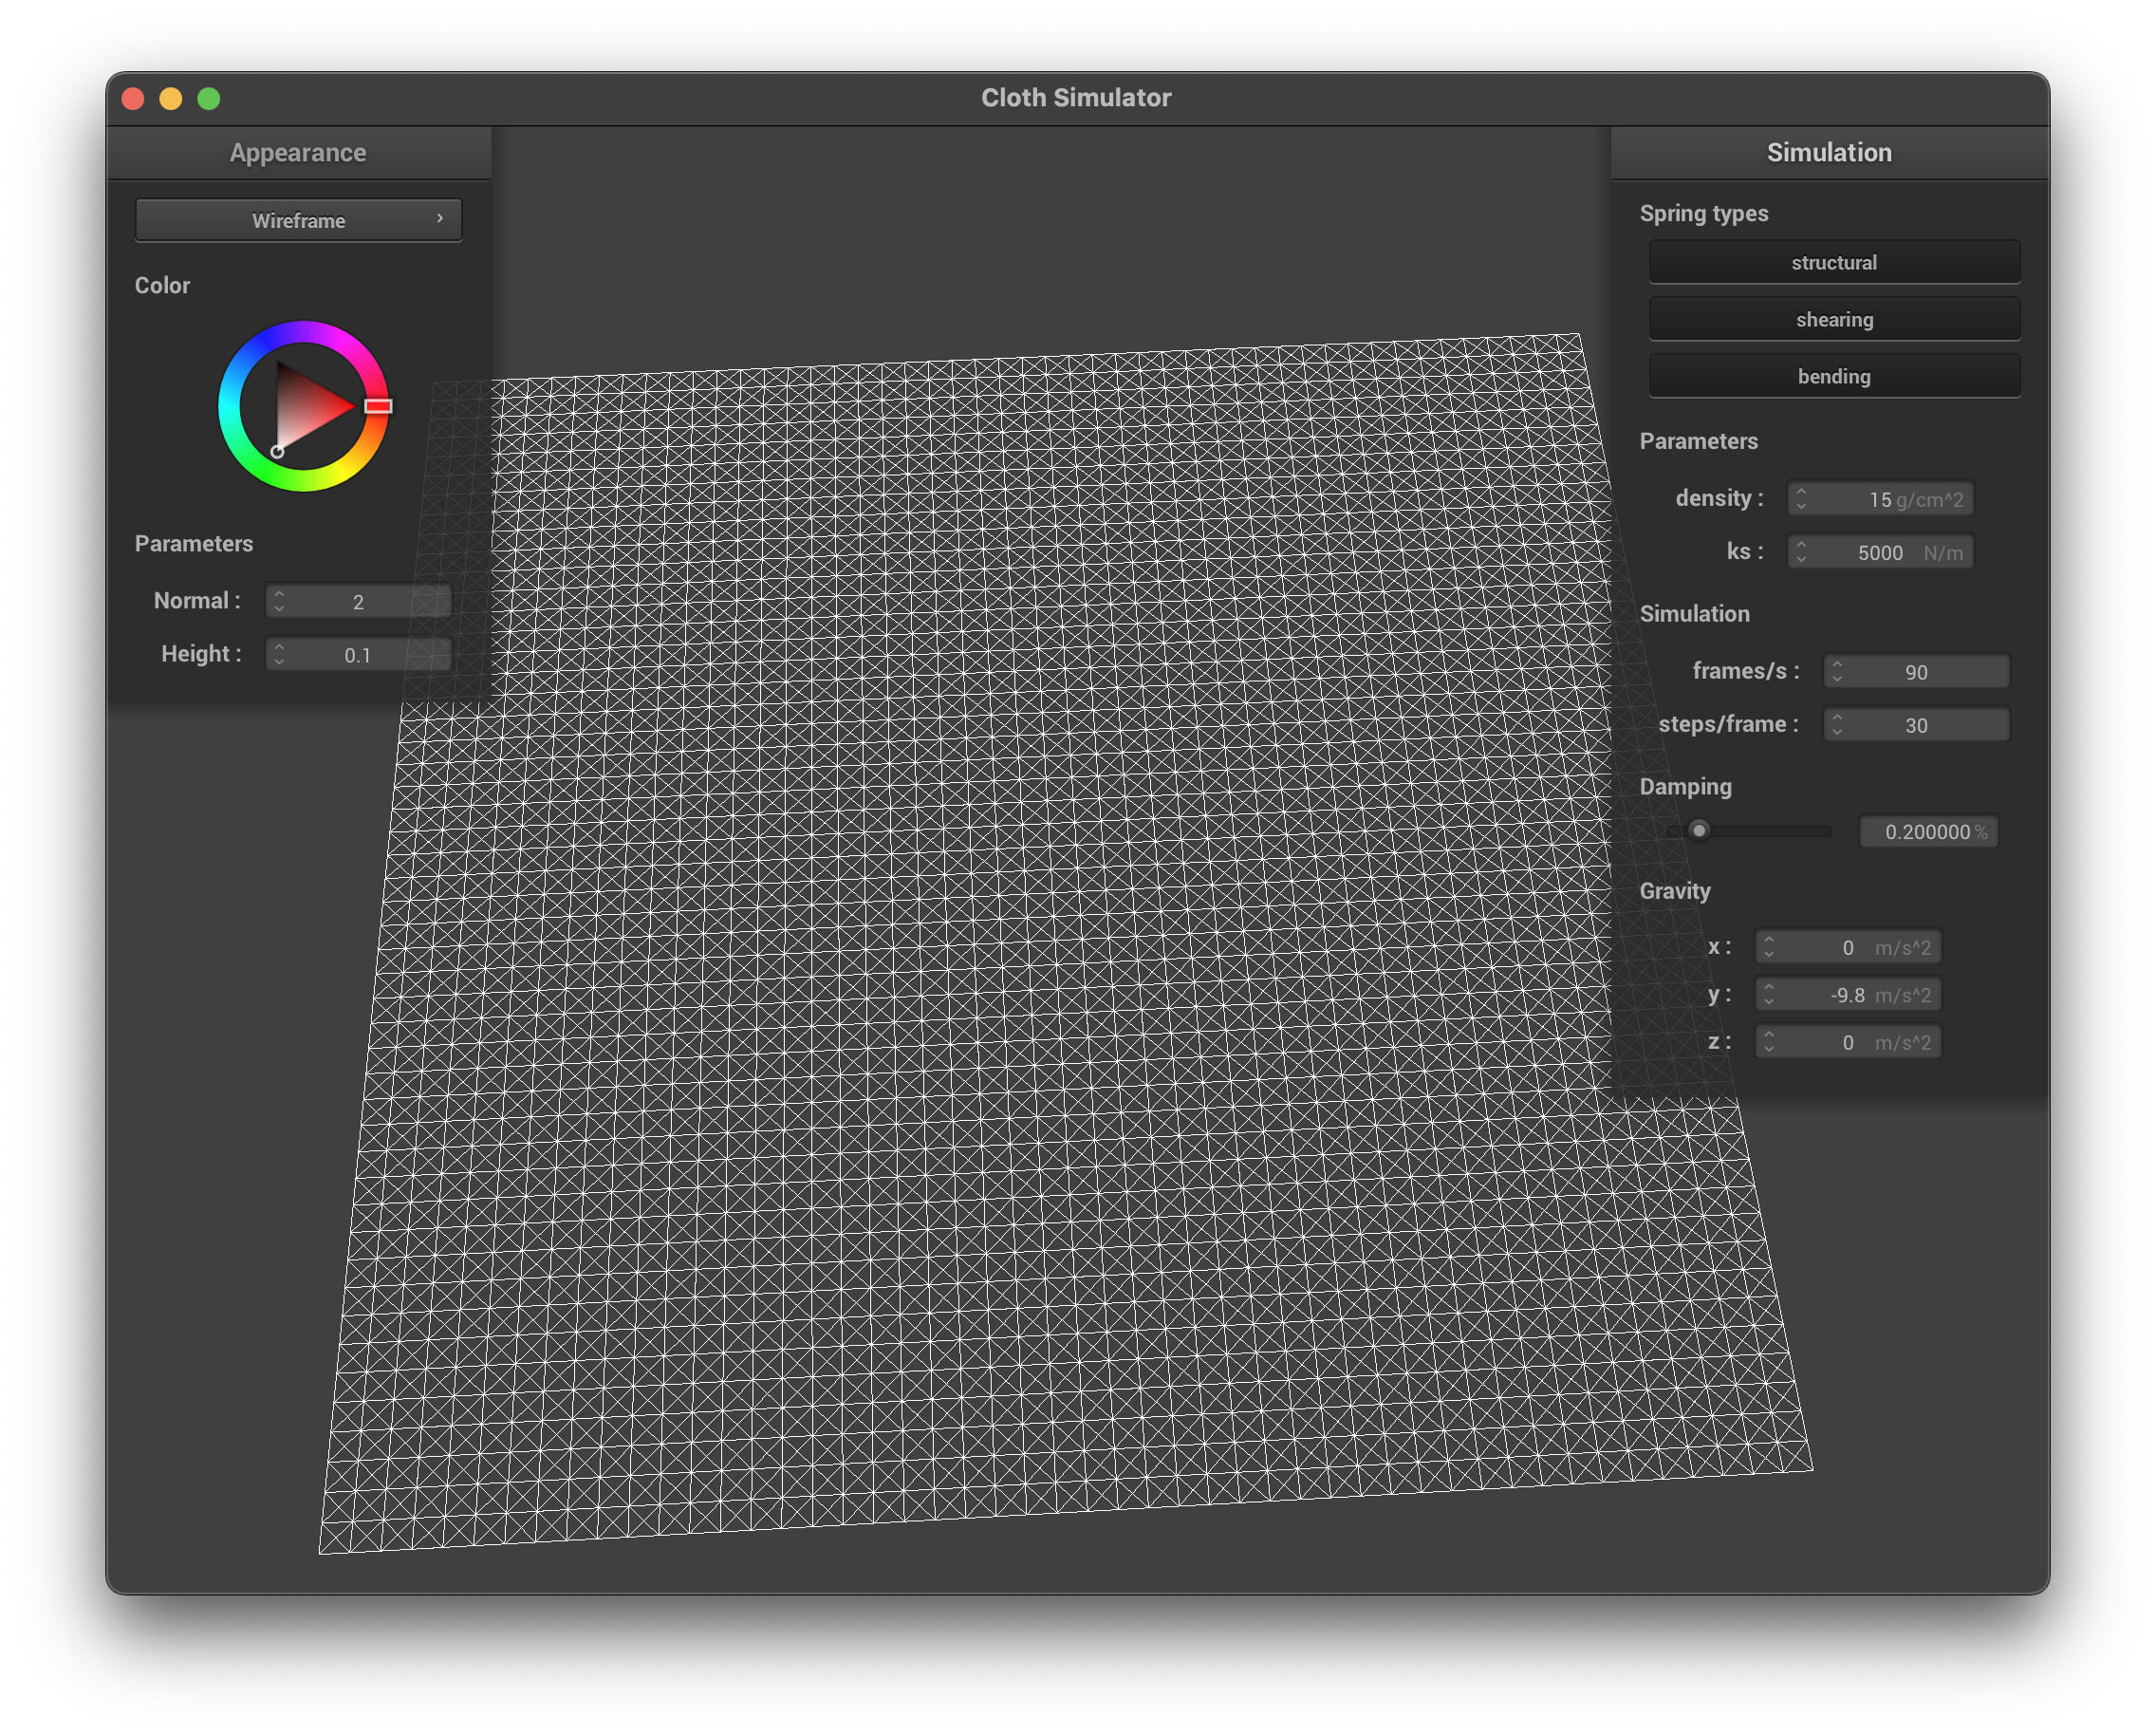 Cloth Simulator
Appearance
Wireframe ›
Color
Parameters
Normal : 2
Height : 0.1
Simulation
Spring types
structural
shearing
bending
Parameters
density : 15 g/cm^2
ks : 5000 N/m
Simulation
frames/s : 90
steps/frame : 30
Damping
0.200000 %
Gravity
x : 0 m/s^2
y : -9.8 m/s^2
z : 0 m/s^2